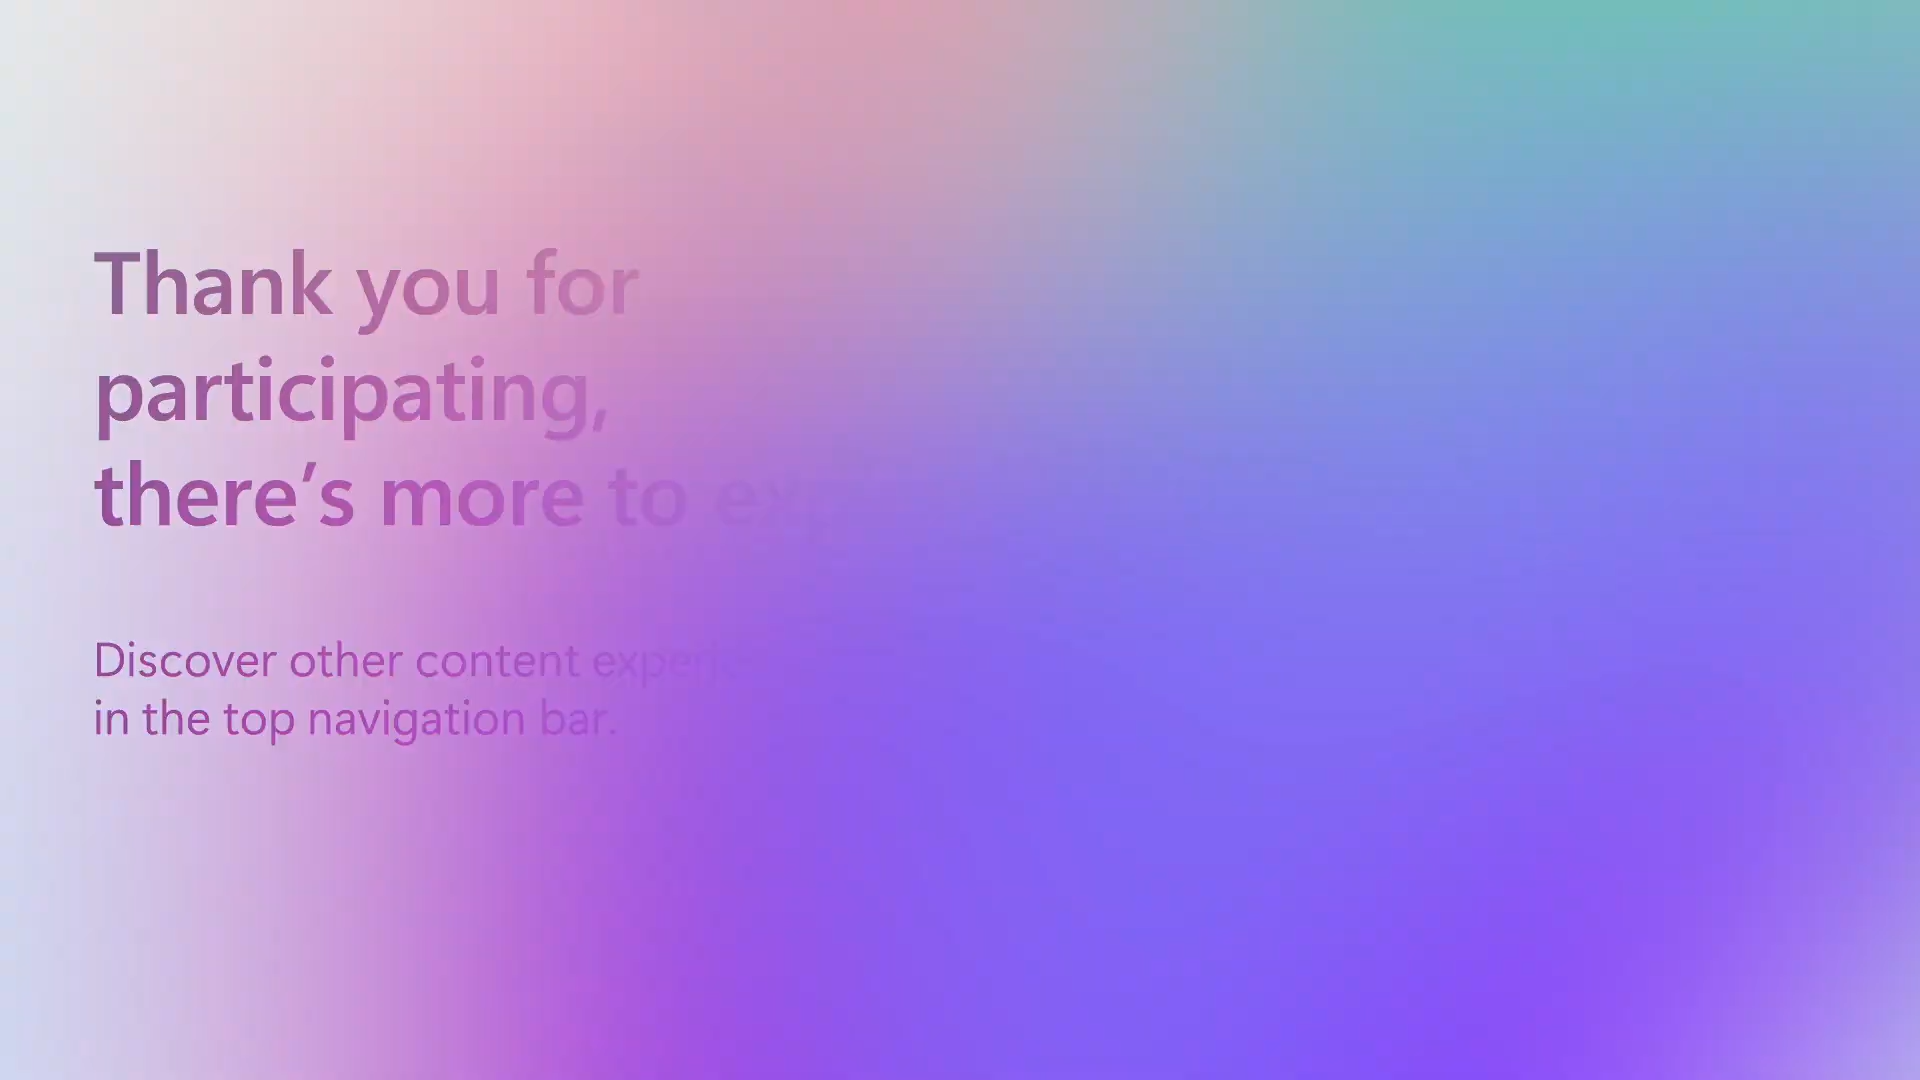 Thank you for
participating,
there’s more to
Discover other content
in the top navigation bar.